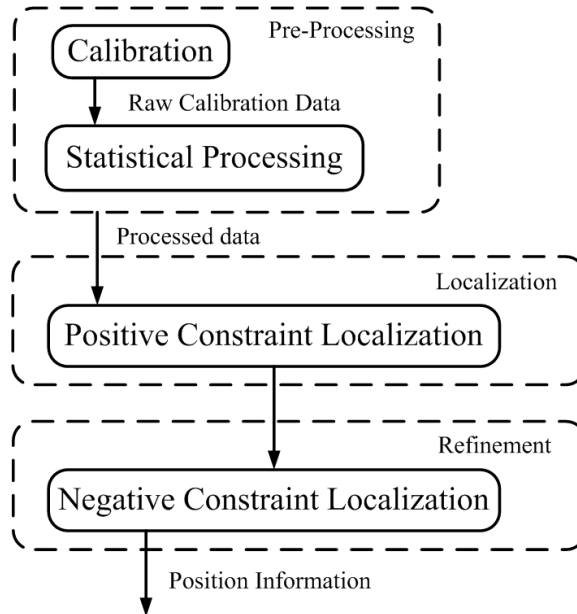 Pre-Processing
Calibration
Raw Calibration Data
Statistical Processing
Processed data
Localization
Positive Constraint Localization
Refinement
Negative Constraint Localization
Position Information